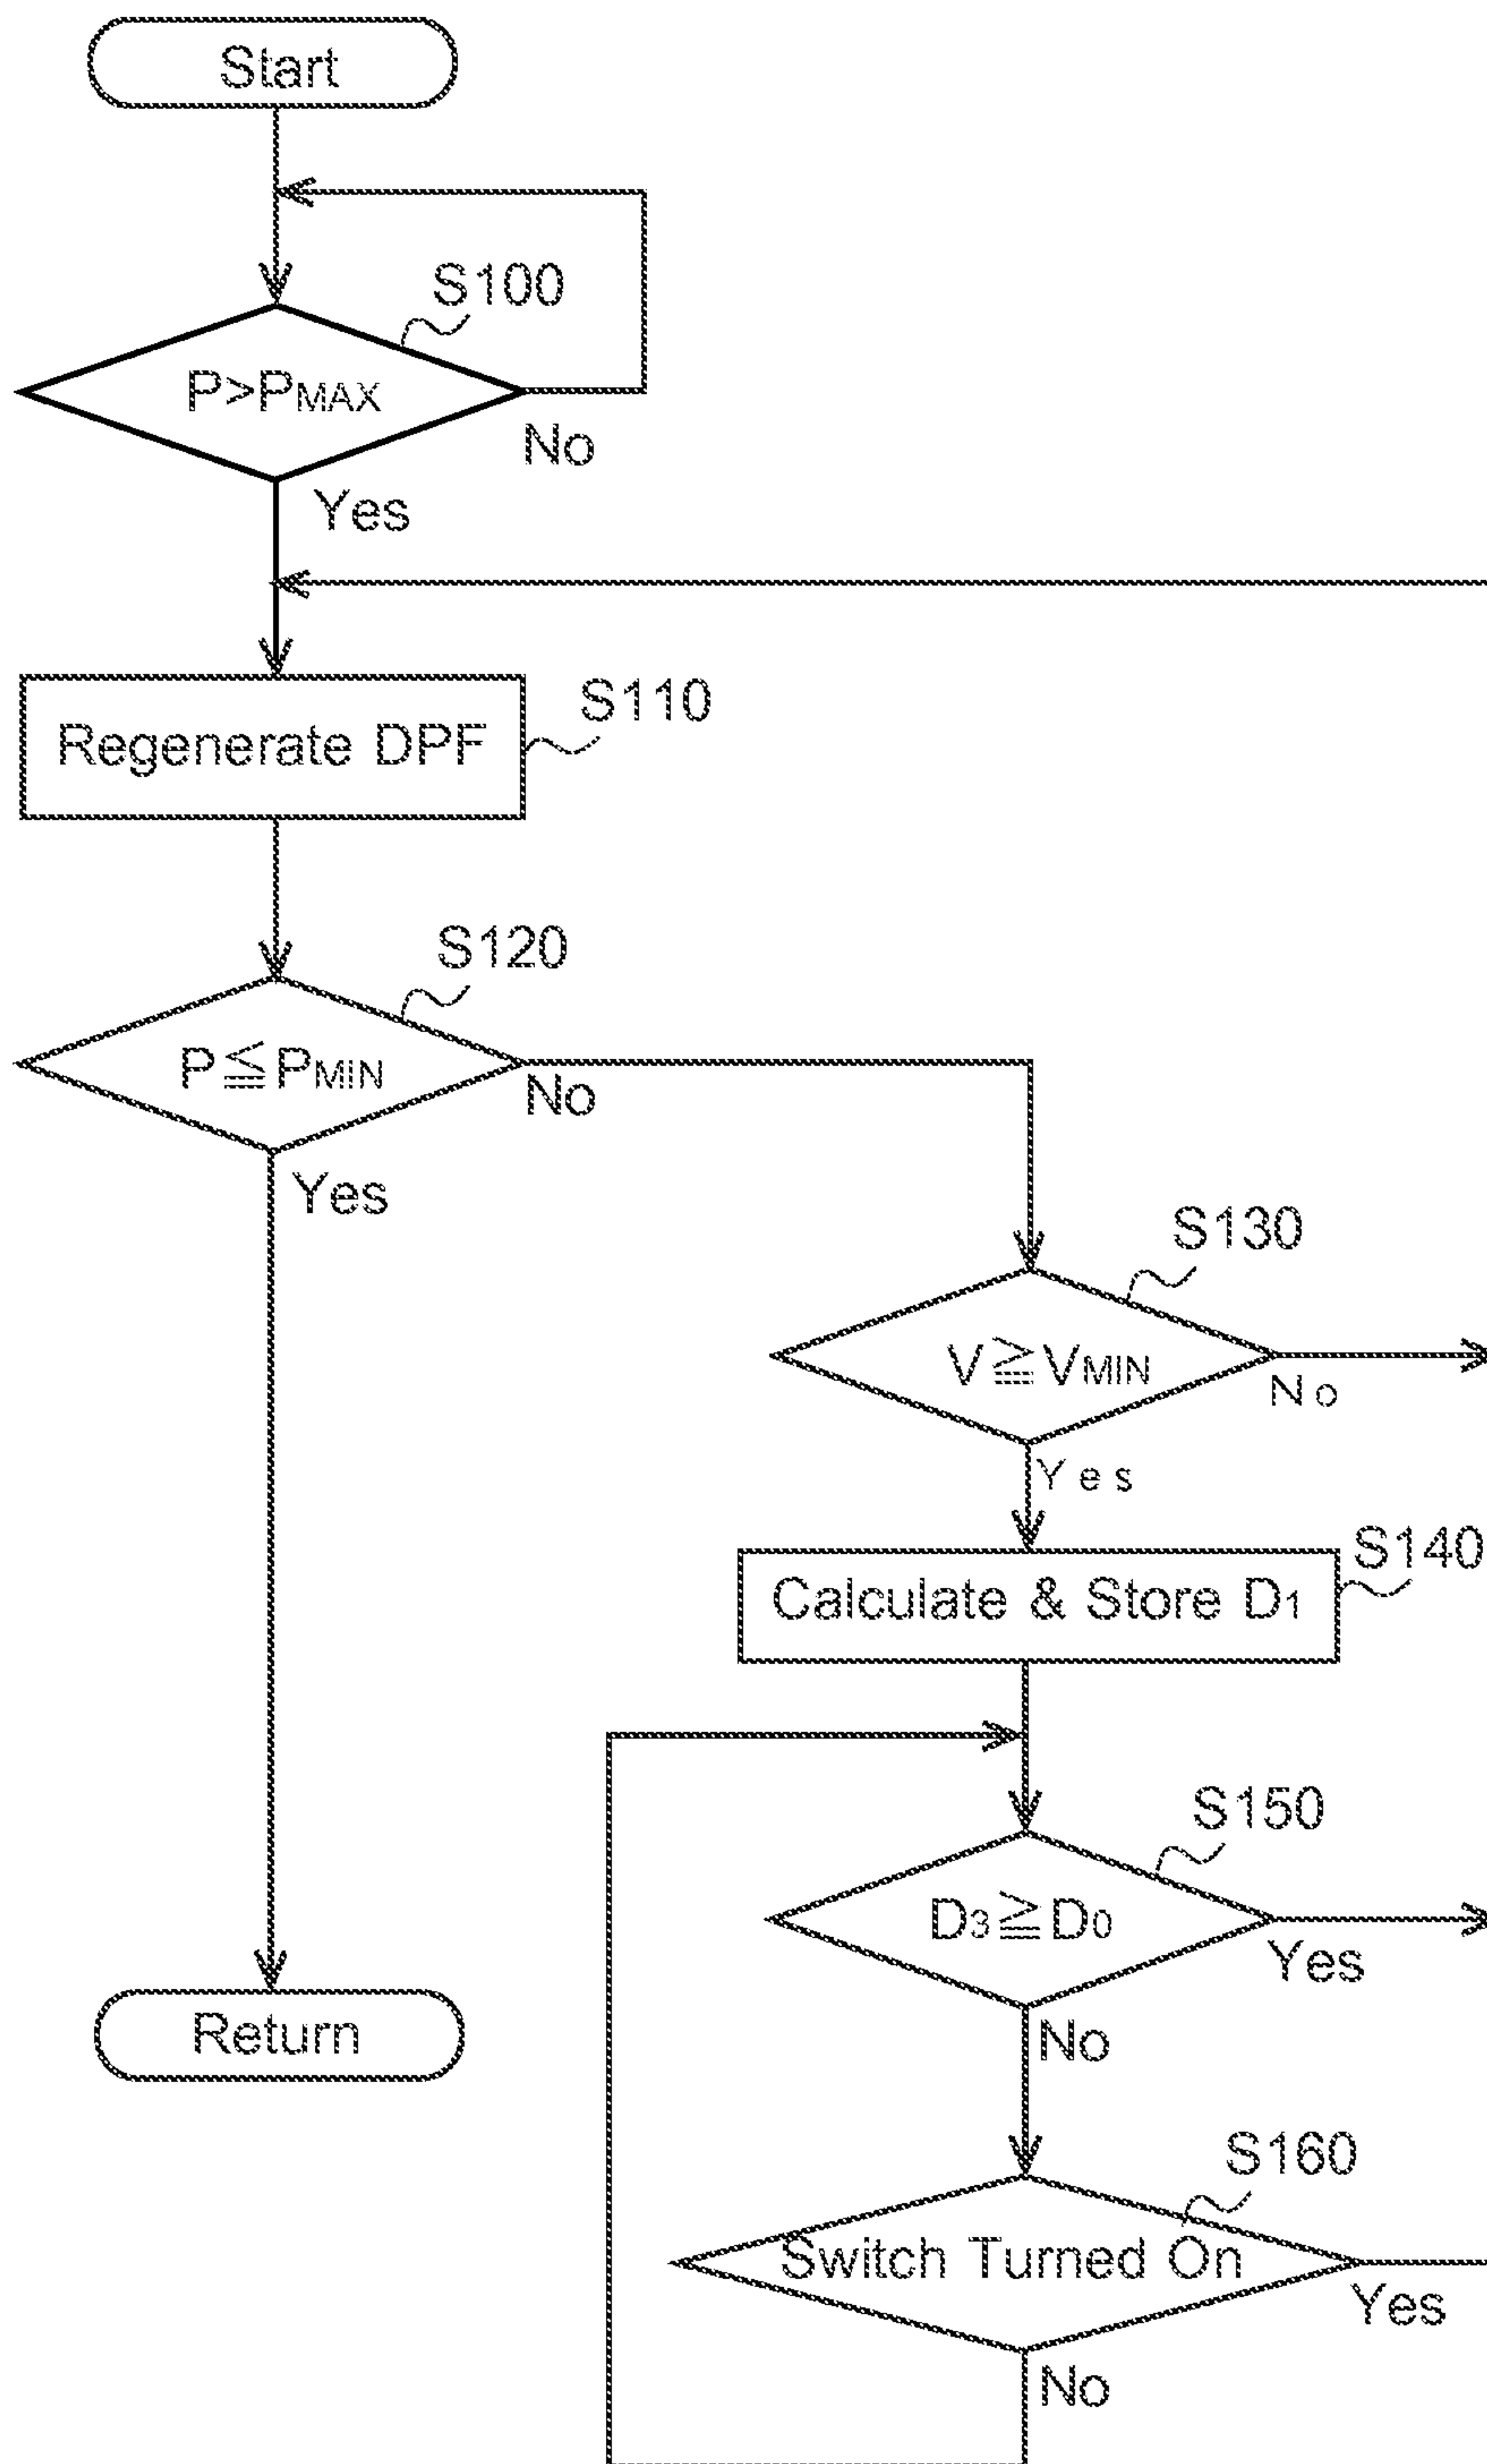 Start
S100
P>PMAX
No
Yes
Regenerate DPF
S110
S120
P≦PMIN
No
Yes
S130
V≧VMIN
No
Yes
S140
Calculate & Store D1
S150
D3≧D0
Yes
No
Return
S160
Switch Turned On
Yes
No